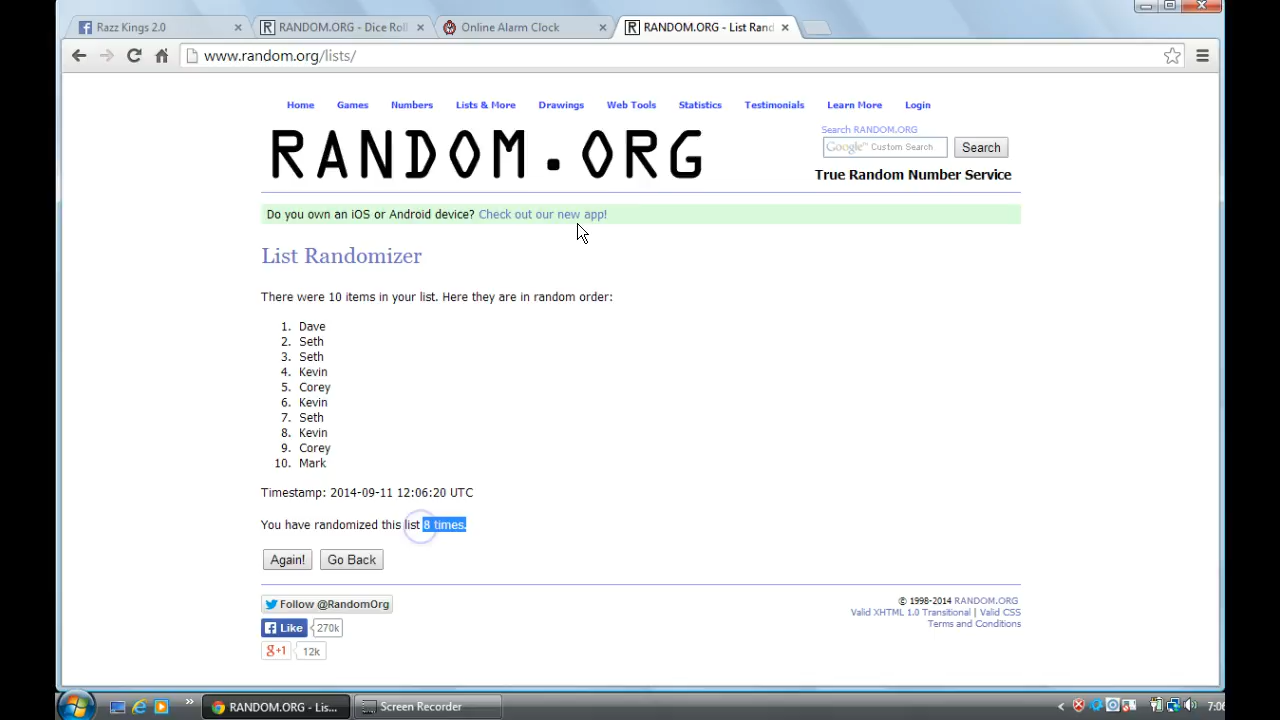 Razz Kings 2.0
RANDOM.ORG - Dice Roll
Online Alarm Clock
RANDOM.ORG - List Rand
www.random.org/lists/
Home Games Numbers Lists & More Drawings Web Tools Statistics Testimonials Learn More Login
RANDOM.ORG
Search RANDOM.ORG
Google™ Custom Search
Search
True Random Number Service
Do you own an iOS or Android device? Check out our new app!
List Randomizer
There were 10 items in your list. Here they are in random order:
1. Dave
2. Seth
3. Seth
4. Kevin
5. Corey
6. Kevin
7. Seth
8. Kevin
9. Corey
10. Mark
Timestamp: 2014-09-11 12:06:20 UTC
You have randomized this list 8 times.
Again! Go Back
Follow @RandomOrg
Like 270k
g+1 12k
© 1998-2014 RANDOM.ORG
Valid XHTML 1.0 Transitional | Valid CSS
Terms and Conditions
RANDOM.ORG - Lis...
Screen Recorder
7:06